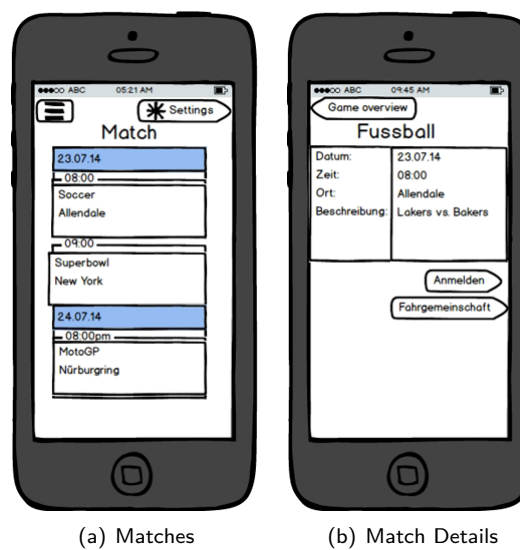 ABC 05:21 AM
Settings
Match
23.07.14
08:00
Soccer
Allendale
09:00
Superbowl
New York
24.07.14
08:00pm
MotoGP
Nürburgring
(a) Matches
ABC 09:45 AM
Game overview
Fussball
Datum: 23.07.14
Zeit: 08:00
Ort: Allendale
Beschreibung: Lakers vs. Bakers
Anmelden
Fahrgemeinschaft
(b) Match Details